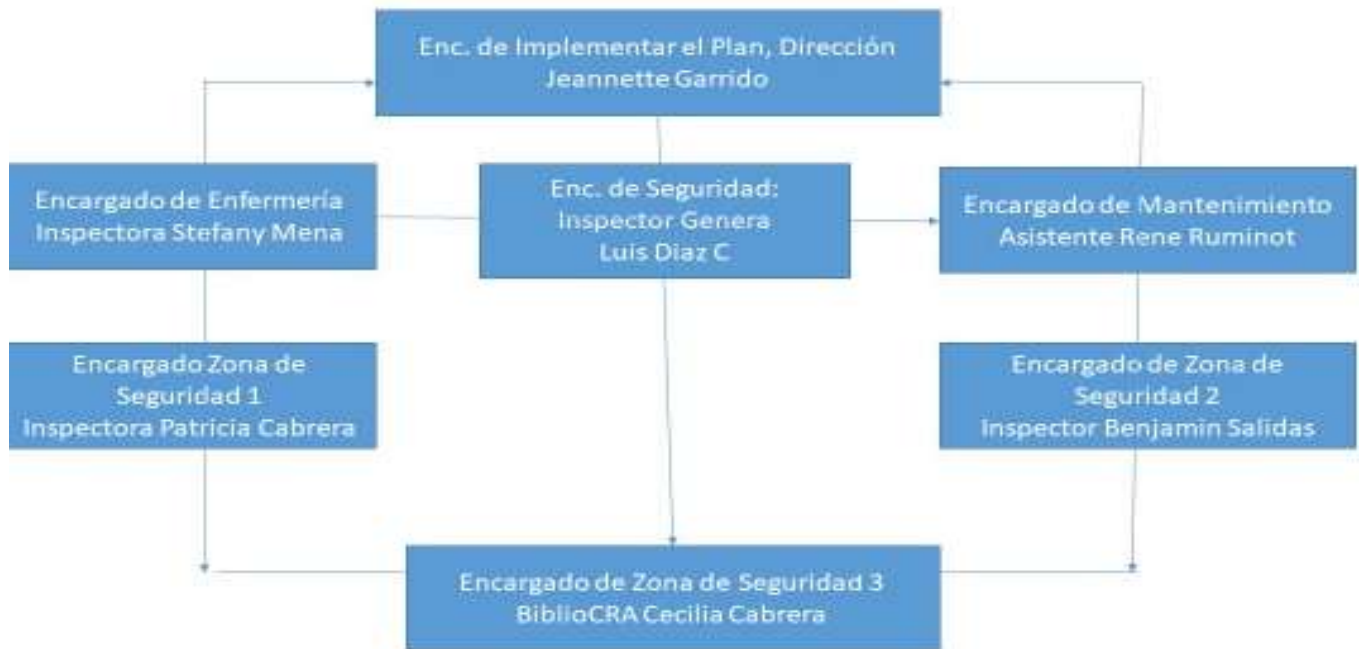 Enc. de Implementar el Plan, Dirección
Jeannette Garrido
Encargado de Enfermería
Inspectora Stefany Mena
Enc. de Seguridad:
Inspector Genera
Luis Diaz C
Encargado de Mantenimiento
Asistente Rene Ruminot
Encargado Zona de
Seguridad 1
Inspectora Patricia Cabrera
Encargado de Zona de
Seguridad 2
Inspector Benjamin Salidas
Encargado de Zona de Seguridad 3
BiblioCRA Cecilia Cabrera